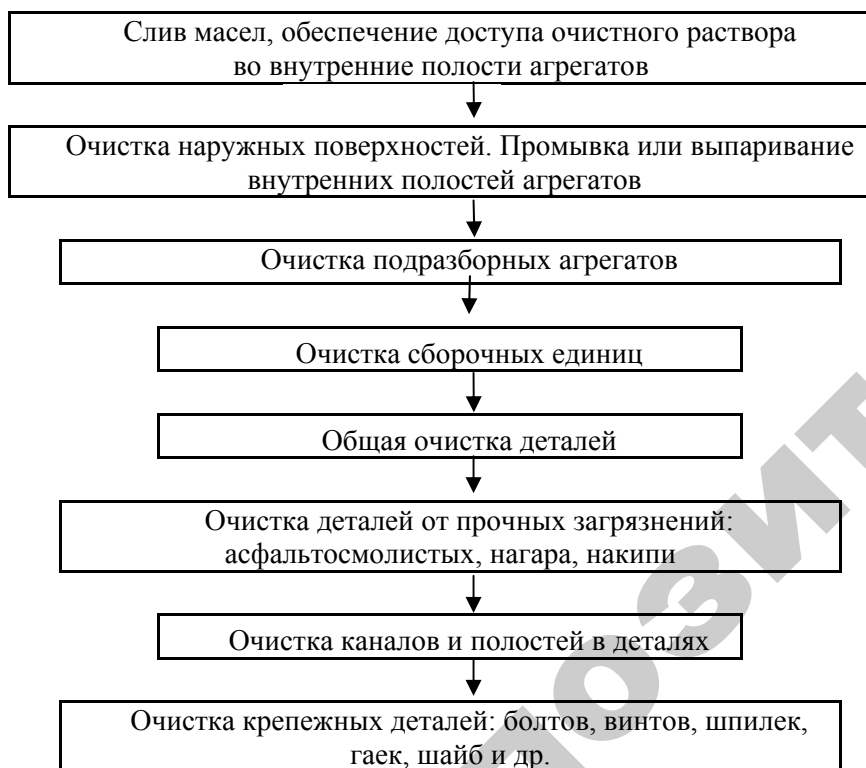 Слив масел, обеспечение доступа очистного раствора
во внутренние полости агрегатов
Очистка наружных поверхностей. Промывка или выпаривание
внутренних полостей агрегатов
Очистка подразборных агрегатов
Очистка сборочных единиц
Общая очистка деталей
Очистка деталей от прочных загрязнений:
асфальтосмолистых, нагара, накипи
Очистка каналов и полостей в деталях
Очистка крепежных деталей: болтов, винтов, шпилек,
гаек, шайб и др.